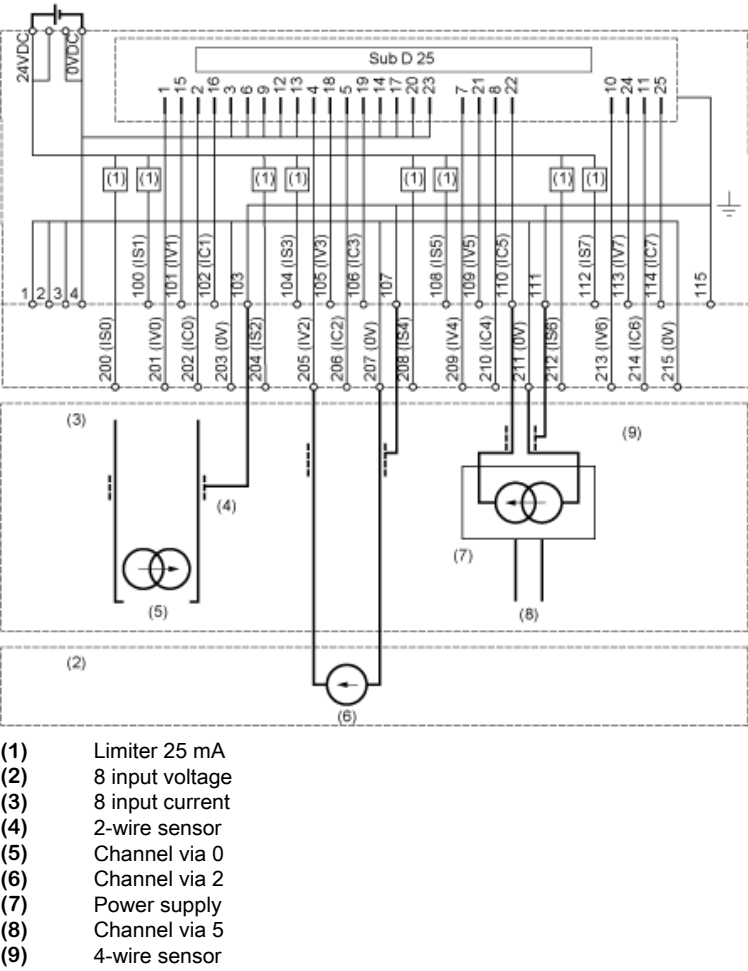 24VDC
0VDC
Sub D 25
1 15 2 16 3 6 9 12 13 4 18 5 19 14 17 20 23 7 21 8 22 10 24 11 25
(1) (1) (1) (1) (1) (1) (1) (1)
1 2 3 4 100 (IS1) 101 (IV1) 102 (IC1) 103 104 (IS3) 105 (IV3) 106 (IC3) 107 108 (IS5) 109 (IV5) 110 (IC5) 111 112 (IS7) 113 (IV7) 114 (IC7) 115
200 (IS0) 201 (IV0) 202 (IC0) 203 (0V) 204 (IS2) 205 (IV2) 206 (IC2) 207 (0V) 208 (IS4) 209 (IV4) 210 (IC4) 211 (0V) 212 (IS6) 213 (IV6) 214 (IC6) 215 (0V)
(3)
(9)
(4)
(7)
(5)
(8)
(2)
(6)
(1) Limiter 25 mA
(2) 8 input voltage
(3) 8 input current
(4) 2-wire sensor
(5) Channel via 0
(6) Channel via 2
(7) Power supply
(8) Channel via 5
(9) 4-wire sensor